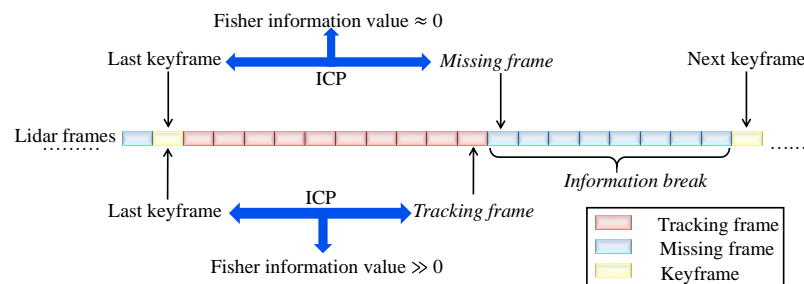 Fisher information value ≈ 0
Last keyframe
ICP
Missing frame
Next keyframe
Lidar frames
........... ......
Last keyframe
ICP
Tracking frame
Information break
Fisher information value ≫ 0
Tracking frame
Missing frame
Keyframe